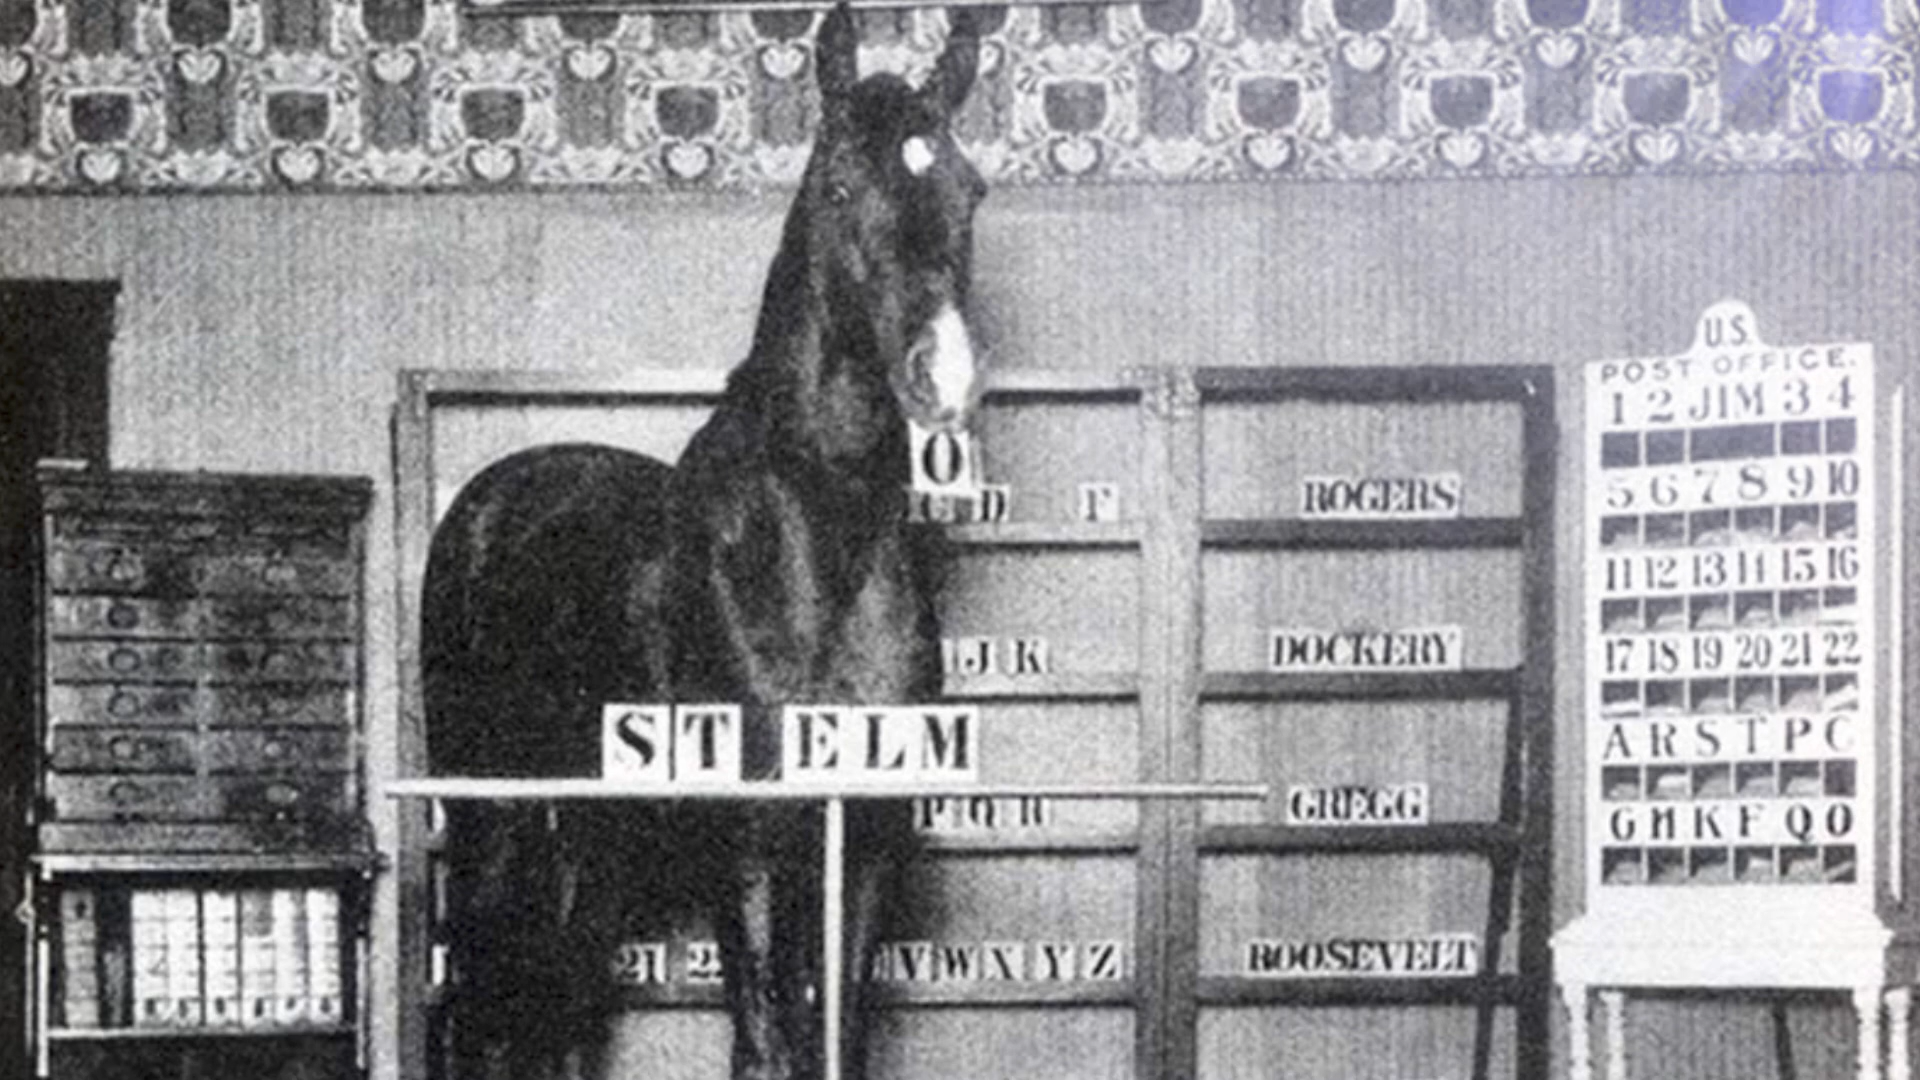 O
C D F
J K
S T E L M
P Q R
21 22
V W X Y Z
ROGERS
DOCKERY
GREGG
ROOSEVELT
U.S.
POST OFFICE.
1 2 JIM 3 4
5 6 7 8 9 10
11 12 13 14 15 16
17 18 19 20 21 22
A R S T P C
G H K F Q O